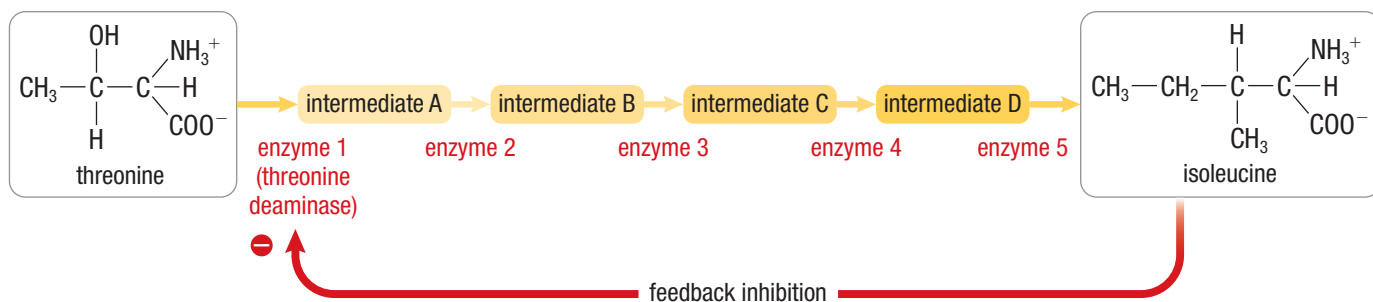 OH
NH3+
CH3—C—C—H
H
COO−
threonine
intermediate A
intermediate B
intermediate C
intermediate D
enzyme 1
(threonine
deaminase)
enzyme 2
enzyme 3
enzyme 4
enzyme 5
H
NH3+
CH3—CH2—C—C—H
CH3
COO−
isoleucine
−
feedback inhibition